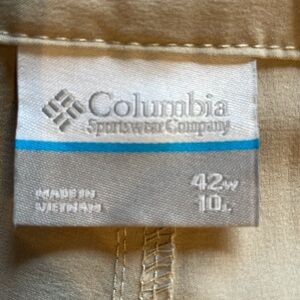 Columbia
Sportswear Company
MADE IN
VIETNAM
42W
10L